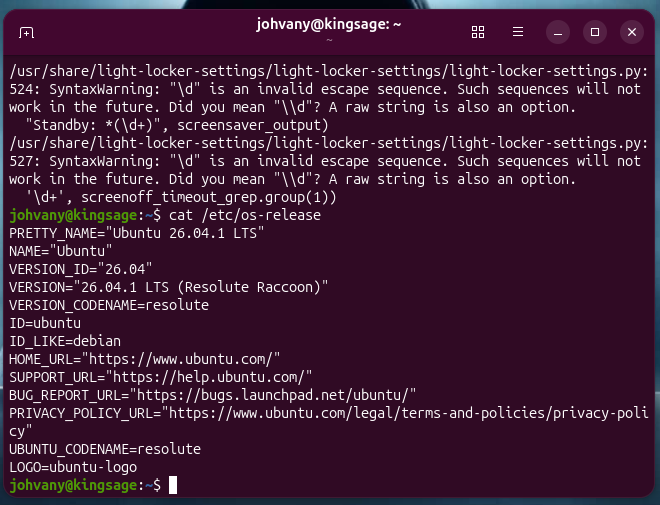 johvany@kingsage: ~
~
/usr/share/light-locker-settings/light-locker-settings/light-locker-settings.py:
524: SyntaxWarning: "\d" is an invalid escape sequence. Such sequences will not
work in the future. Did you mean "\\d"? A raw string is also an option.
  "Standby: *(\d+)", screensaver_output)
/usr/share/light-locker-settings/light-locker-settings/light-locker-settings.py:
527: SyntaxWarning: "\d" is an invalid escape sequence. Such sequences will not
work in the future. Did you mean "\\d"? A raw string is also an option.
  '\d+', screenoff_timeout_grep.group(1))
johvany@kingsage:~$ cat /etc/os-release
PRETTY_NAME="Ubuntu 26.04.1 LTS"
NAME="Ubuntu"
VERSION_ID="26.04"
VERSION="26.04.1 LTS (Resolute Raccoon)"
VERSION_CODENAME=resolute
ID=ubuntu
ID_LIKE=debian
HOME_URL="https://www.ubuntu.com/"
SUPPORT_URL="https://help.ubuntu.com/"
BUG_REPORT_URL="https://bugs.launchpad.net/ubuntu/"
PRIVACY_POLICY_URL="https://www.ubuntu.com/legal/terms-and-policies/privacy-poli
cy"
UBUNTU_CODENAME=resolute
LOGO=ubuntu-logo
johvany@kingsage:~$